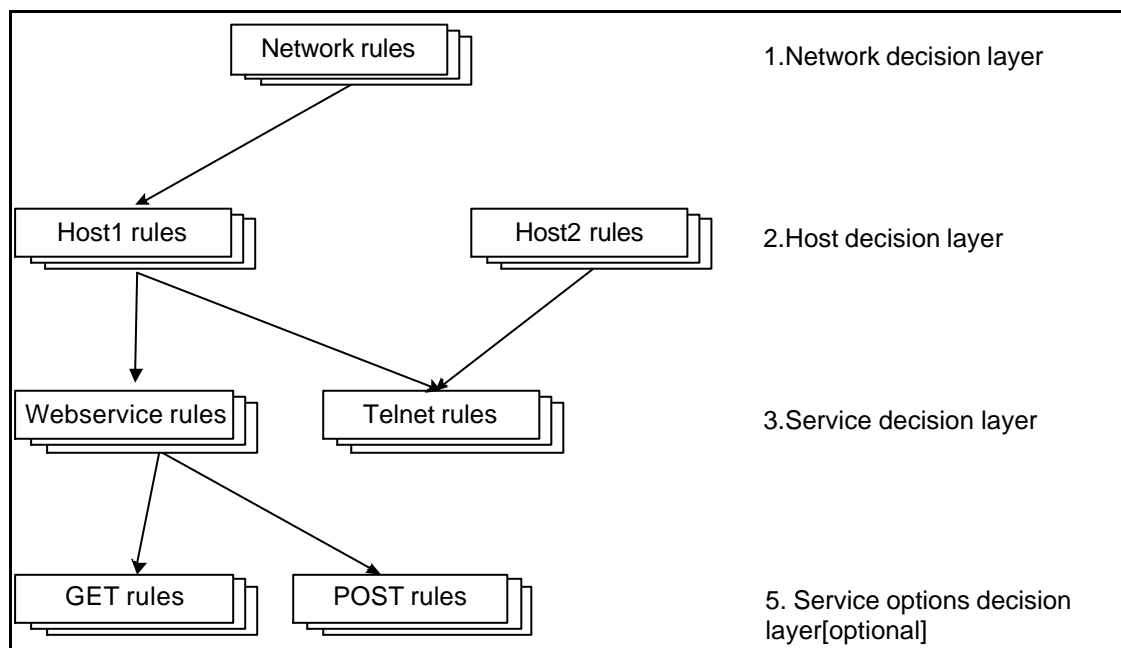 Network rules
1.Network decision layer
Host1 rules
Host2 rules
2.Host decision layer
Webservice rules
Telnet rules
3.Service decision layer
GET rules
POST rules
5. Service options decision
layer[optional]